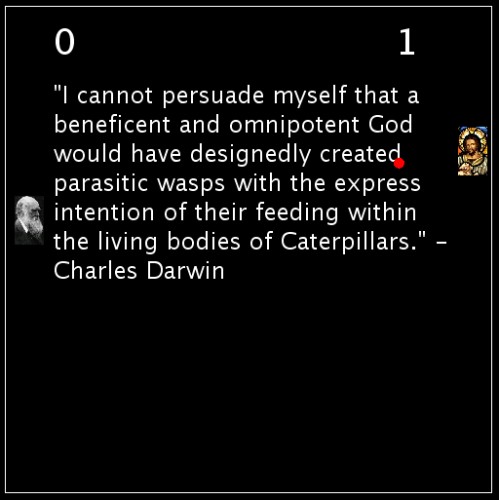 0 1
"I cannot persuade myself that a
beneficent and omnipotent God
would have designedly created
parasitic wasps with the express
intention of their feeding within
the living bodies of Caterpillars." –
Charles Darwin